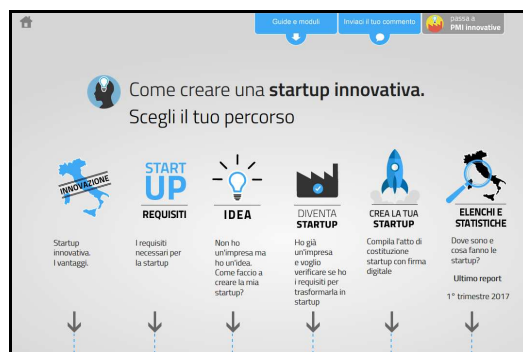 Guide e moduli
Inviaci il tuo commento
passa a
PMI innovative
Come creare una startup innovativa.
Scegli il tuo percorso
INNOVAZIONE
Startup
innovativa.
I vantaggi.
START
UP
REQUISITI
I requisiti
necessari per
la startup
IDEA
Non ho
un'impresa ma
ho un'idea.
Come faccio a
creare la mia
startup?
DIVENTA
STARTUP
Ho già
un'impresa
e voglio
verificare se ho
i requisiti per
trasformarla in
startup
CREA LA TUA
STARTUP
Compila l'atto di
costituzione
startup con firma
digitale
ELENCHI E
STATISTICHE
Dove sono e
cosa fanno le
startup?
Ultimo report
1° trimestre 2017